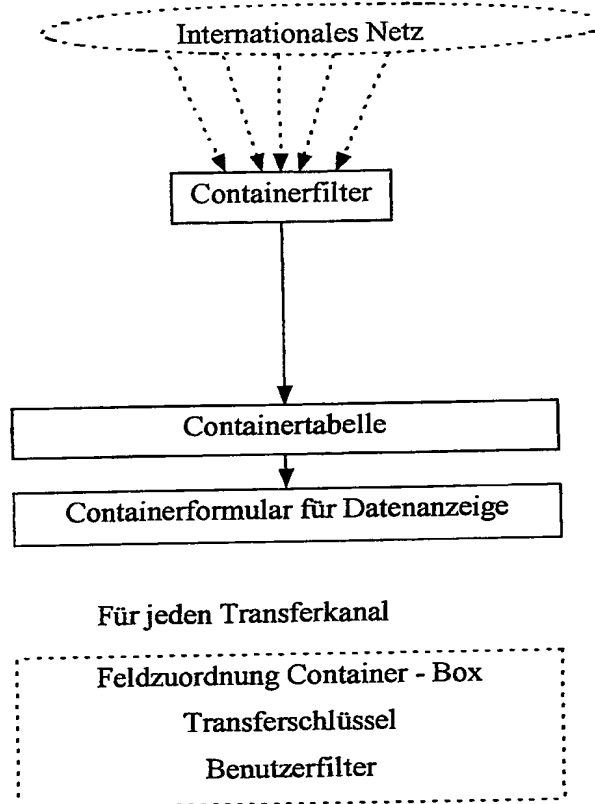 Internationales Netz
Containerfilter
Containertabelle
Containerformular für Datenanzeige
Für jeden Transferkanal
Feldzuordnung Container - Box
Transferschlüssel
Benutzerfilter